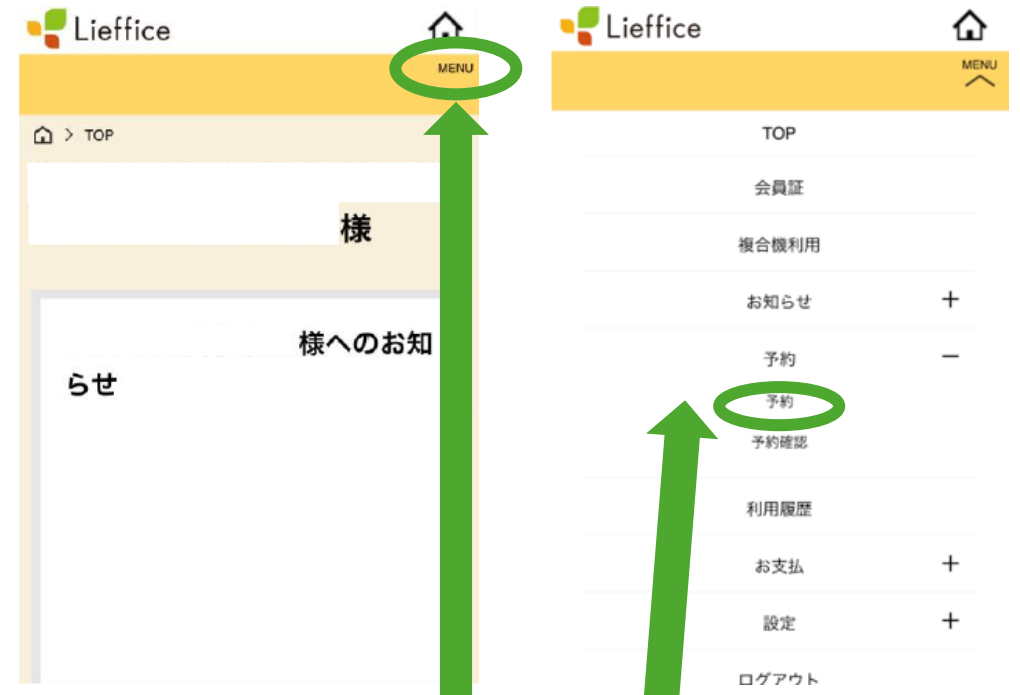 Lieffice
MENU
> TOP
様
様へのお知
らせ
Lieffice
MENU
TOP
会員証
複合機利用
お知らせ +
予約 −
予約
予約確認
利用履歴
お支払 +
設定 +
ログアウト